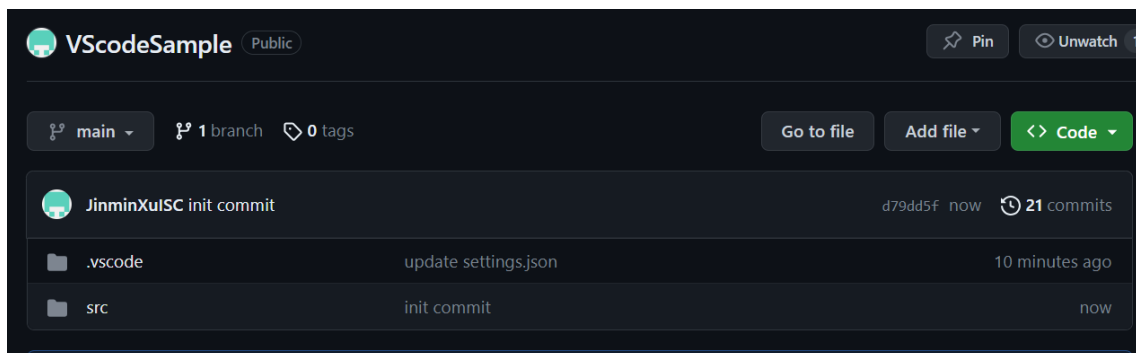 VScodeSample Public Pin Unwatch
main 1 branch 0 tags Go to file Add file Code
JinminXuISC init commit d79dd5f now 21 commits
.vscode update settings.json 10 minutes ago
src init commit now